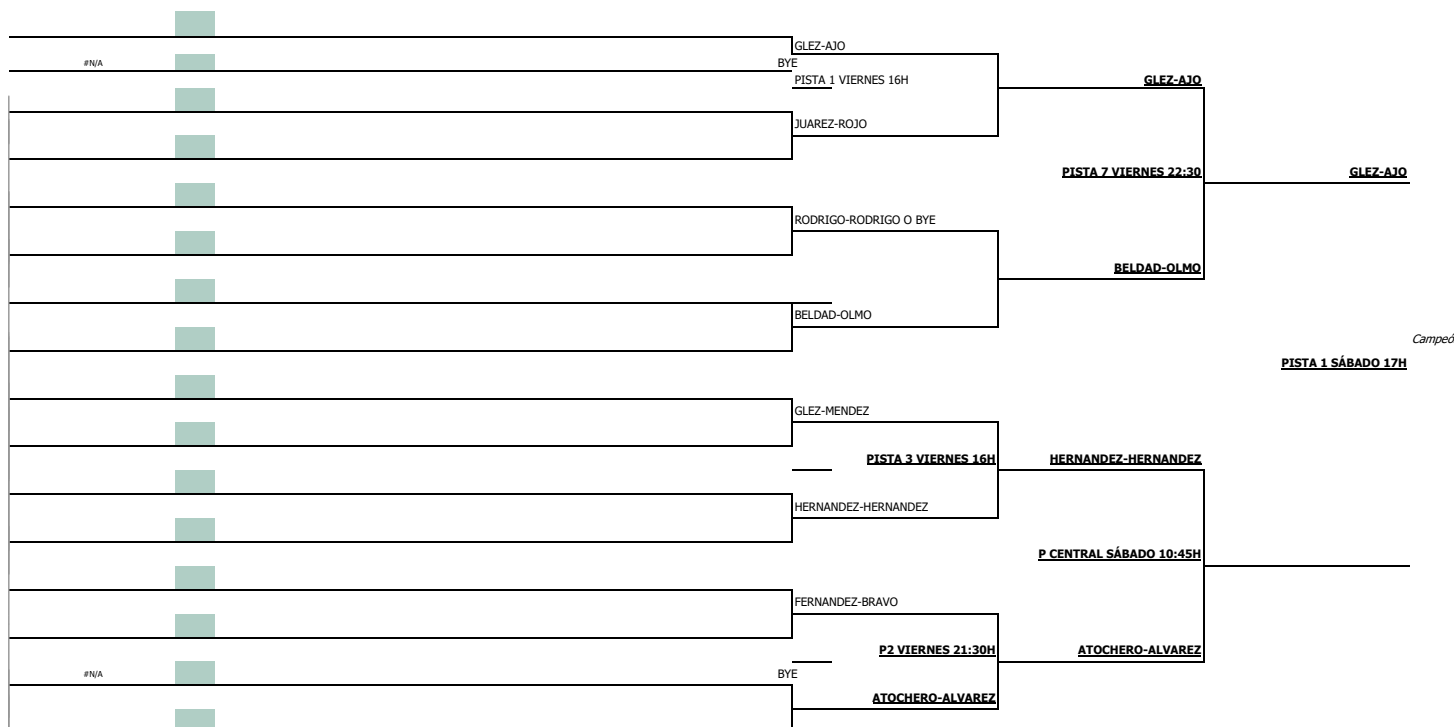 GLEZ-AJO
#N/A BYE
PISTA 1 VIERNES 16H GLEZ-AJO
JUAREZ-ROJO
PISTA 7 VIERNES 22:30 GLEZ-AJO
RODRIGO-RODRIGO O BYE
BELDAD-OLMO
BELDAD-OLMO
Campeó
PISTA 1 SÁBADO 17H
GLEZ-MENDEZ
PISTA 3 VIERNES 16H HERNANDEZ-HERNANDEZ
HERNANDEZ-HERNANDEZ
P CENTRAL SÁBADO 10:45H
FERNANDEZ-BRAVO
P2 VIERNES 21:30H ATOCHERO-ALVAREZ
#N/A BYE
ATOCHERO-ALVAREZ